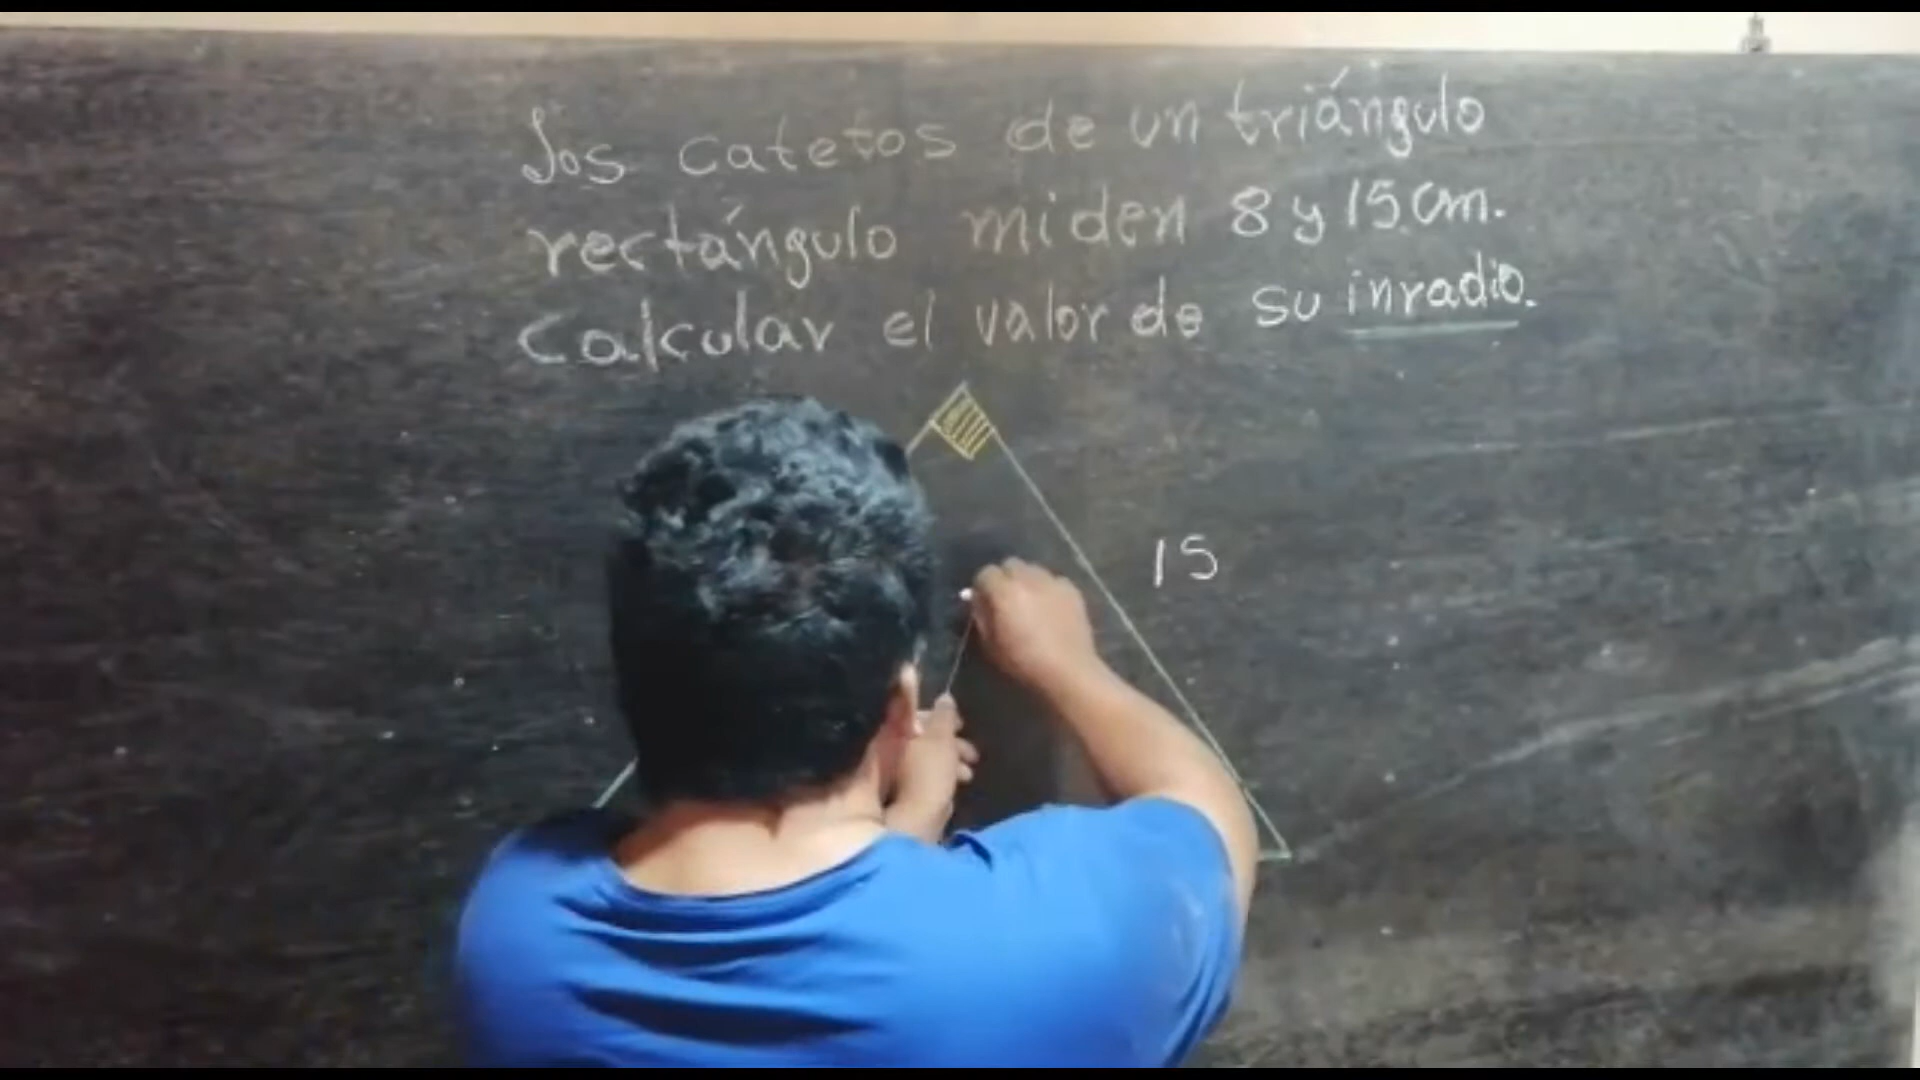 Los catetos de un triángulo
rectángulo miden 8 y 15 cm.
Calcular el valor de su inradio.
15